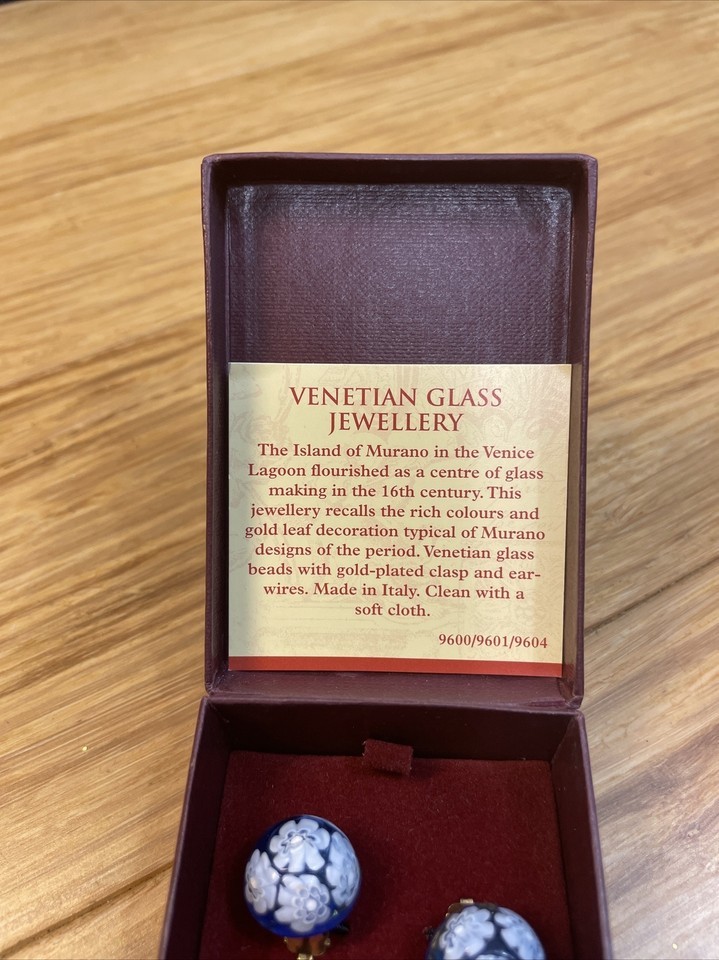 VENETIAN GLASS
JEWELLERY
The Island of Murano in the Venice
Lagoon flourished as a centre of glass
making in the 16th century. This
jewellery recalls the rich colours and
gold leaf decoration typical of Murano
designs of the period. Venetian glass
beads with gold-plated clasp and ear-
wires. Made in Italy. Clean with a
soft cloth.
9600/9601/9604